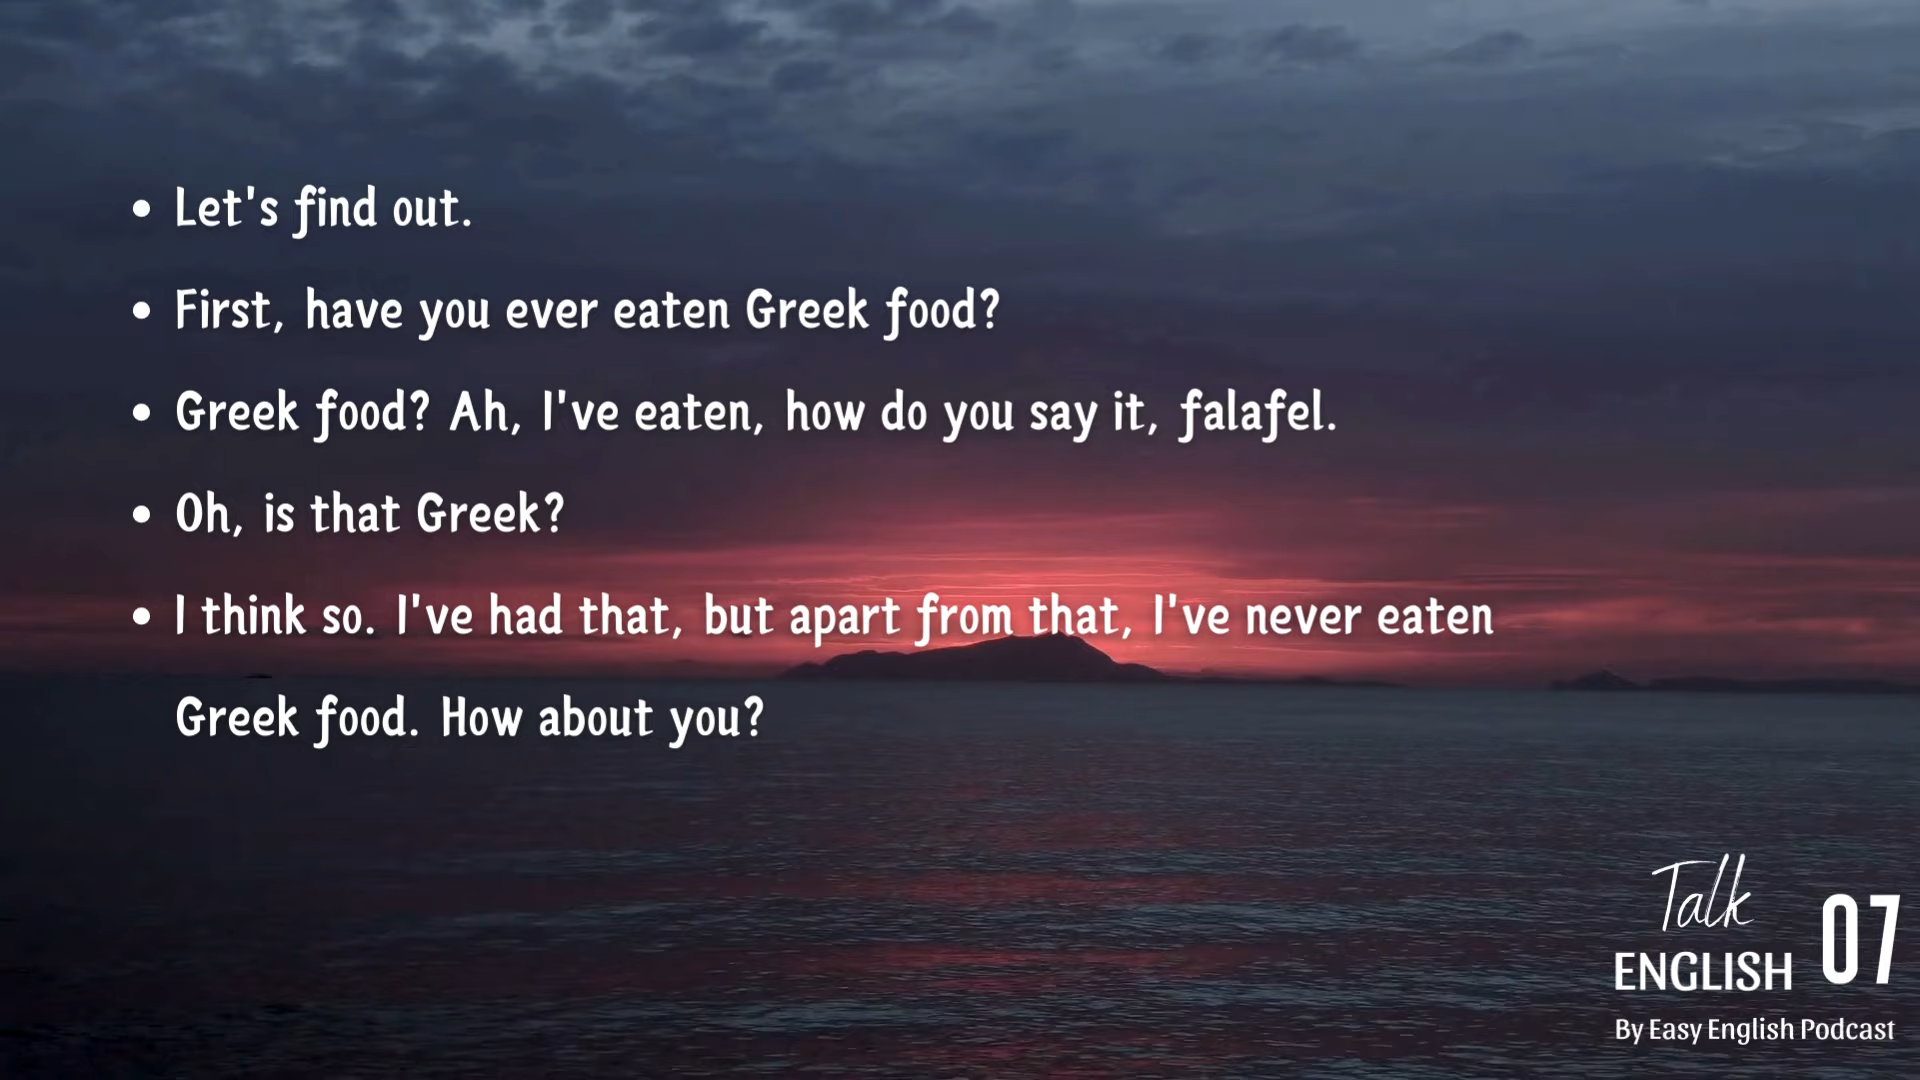 • Let's find out.
• First, have you ever eaten Greek food?
• Greek food? Ah, I've eaten, how do you say it, falafel.
• Oh, is that Greek?
• I think so. I've had that, but apart from that, I've never eaten
Greek food. How about you?
Talk
ENGLISH
07
By Easy English Podcast